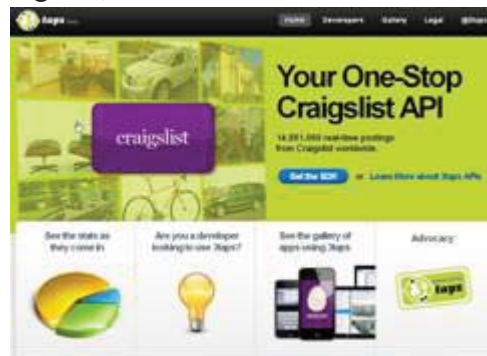 3taps
Home Developers Gallery Legal
Your One-Stop
Craigslist API
craigslist
real-time postings
from Craigslist worldwide.
Get the SDK or Learn More about 3taps APIs
See the stats as
they come in
Are you a developer
looking to use 3taps?
See the gallery of
apps using 3taps
Advocacy
3taps